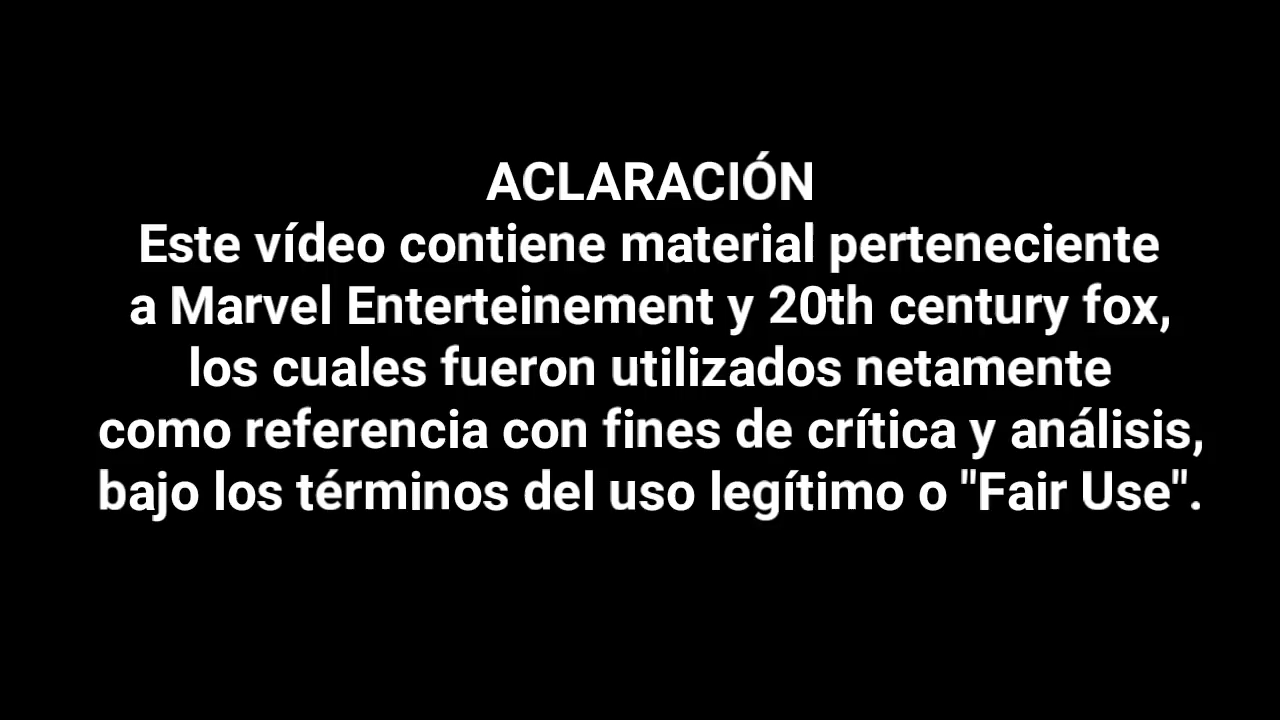 ACLARACIÓN
Este vídeo contiene material perteneciente
a Marvel Enterteinement y 20th century fox,
los cuales fueron utilizados netamente
como referencia con fines de crítica y análisis,
bajo los términos del uso legítimo o "Fair Use".